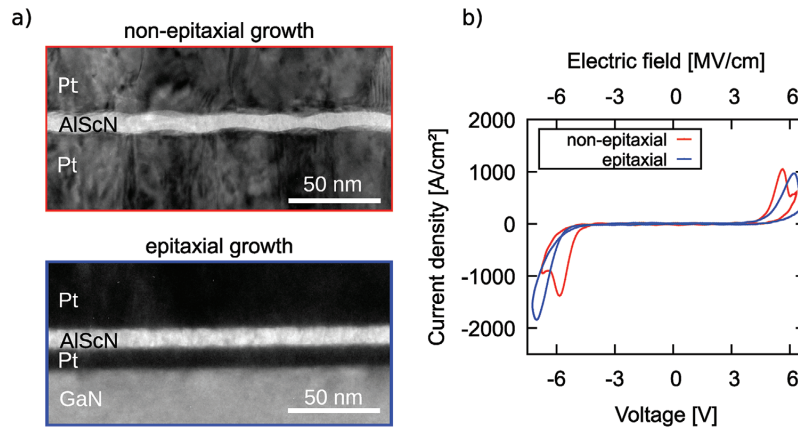 a)
non-epitaxial growth
Pt
AlScN
Pt
50 nm
epitaxial growth
Pt
AlScN
Pt
GaN
50 nm
b)
Electric field [MV/cm]
-6 -3 0 3 6
2000
1000
0
-1000
-2000
Current density [A/cm²]
non-epitaxial
epitaxial
-6 -3 0 3 6
Voltage [V]